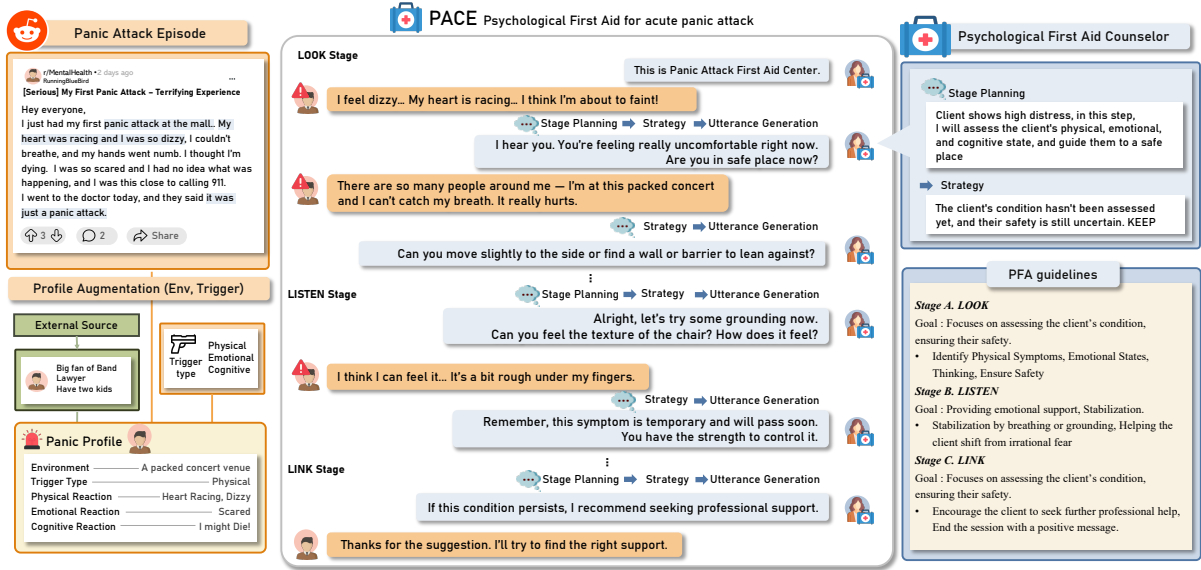 PACE Psychological First Aid for acute panic attack
Panic Attack Episode
r/MentalHealth • 2 days ago
RunningBlueBird
...
[Serious] My First Panic Attack – Terrifying Experience
Hey everyone,
I just had my first panic attack at the mall.. My
heart was racing and I was so dizzy, I couldn't
breathe, and my hands went numb. I thought I'm
dying. I was so scared and I had no idea what was
happening, and I was this close to calling 911.
I went to the doctor today, and they said it was
just a panic attack.
3
2
Share
Profile Augmentation (Env, Trigger)
External Source
Big fan of Band
Lawyer
Have two kids
Trigger type
Physical
Emotional
Cognitive
Panic Profile
Environment A packed concert venue
Trigger Type Physical
Physical Reaction Heart Racing, Dizzy
Emotional Reaction Scared
Cognitive Reaction I might Die!
LOOK Stage
This is Panic Attack First Aid Center.
I feel dizzy... My heart is racing... I think I'm about to faint!
Stage Planning Strategy Utterance Generation
I hear you. You're feeling really uncomfortable right now.
Are you in safe place now?
There are so many people around me — I'm at this packed concert
and I can't catch my breath. It really hurts.
Strategy Utterance Generation
Can you move slightly to the side or find a wall or barrier to lean against?
LISTEN Stage
Stage Planning Strategy Utterance Generation
Alright, let's try some grounding now.
Can you feel the texture of the chair? How does it feel?
I think I can feel it... It's a bit rough under my fingers.
Strategy Utterance Generation
Remember, this symptom is temporary and will pass soon.
You have the strength to control it.
LINK Stage
Stage Planning Strategy Utterance Generation
If this condition persists, I recommend seeking professional support.
Thanks for the suggestion. I'll try to find the right support.
Psychological First Aid Counselor
Stage Planning
Client shows high distress, in this step,
I will assess the client's physical, emotional,
and cognitive state, and guide them to a safe
place
Strategy
The client's condition hasn't been assessed
yet, and their safety is still uncertain. KEEP
PFA guidelines
Stage A. LOOK
Goal : Focuses on assessing the client's condition,
ensuring their safety.
• Identify Physical Symptoms, Emotional States,
Thinking, Ensure Safety
Stage B. LISTEN
Goal : Providing emotional support, Stabilization.
• Stabilization by breathing or grounding, Helping the
client shift from irrational fear
Stage C. LINK
Goal : Focuses on assessing the client's condition,
ensuring their safety.
• Encourage the client to seek further professional help,
End the session with a positive message.